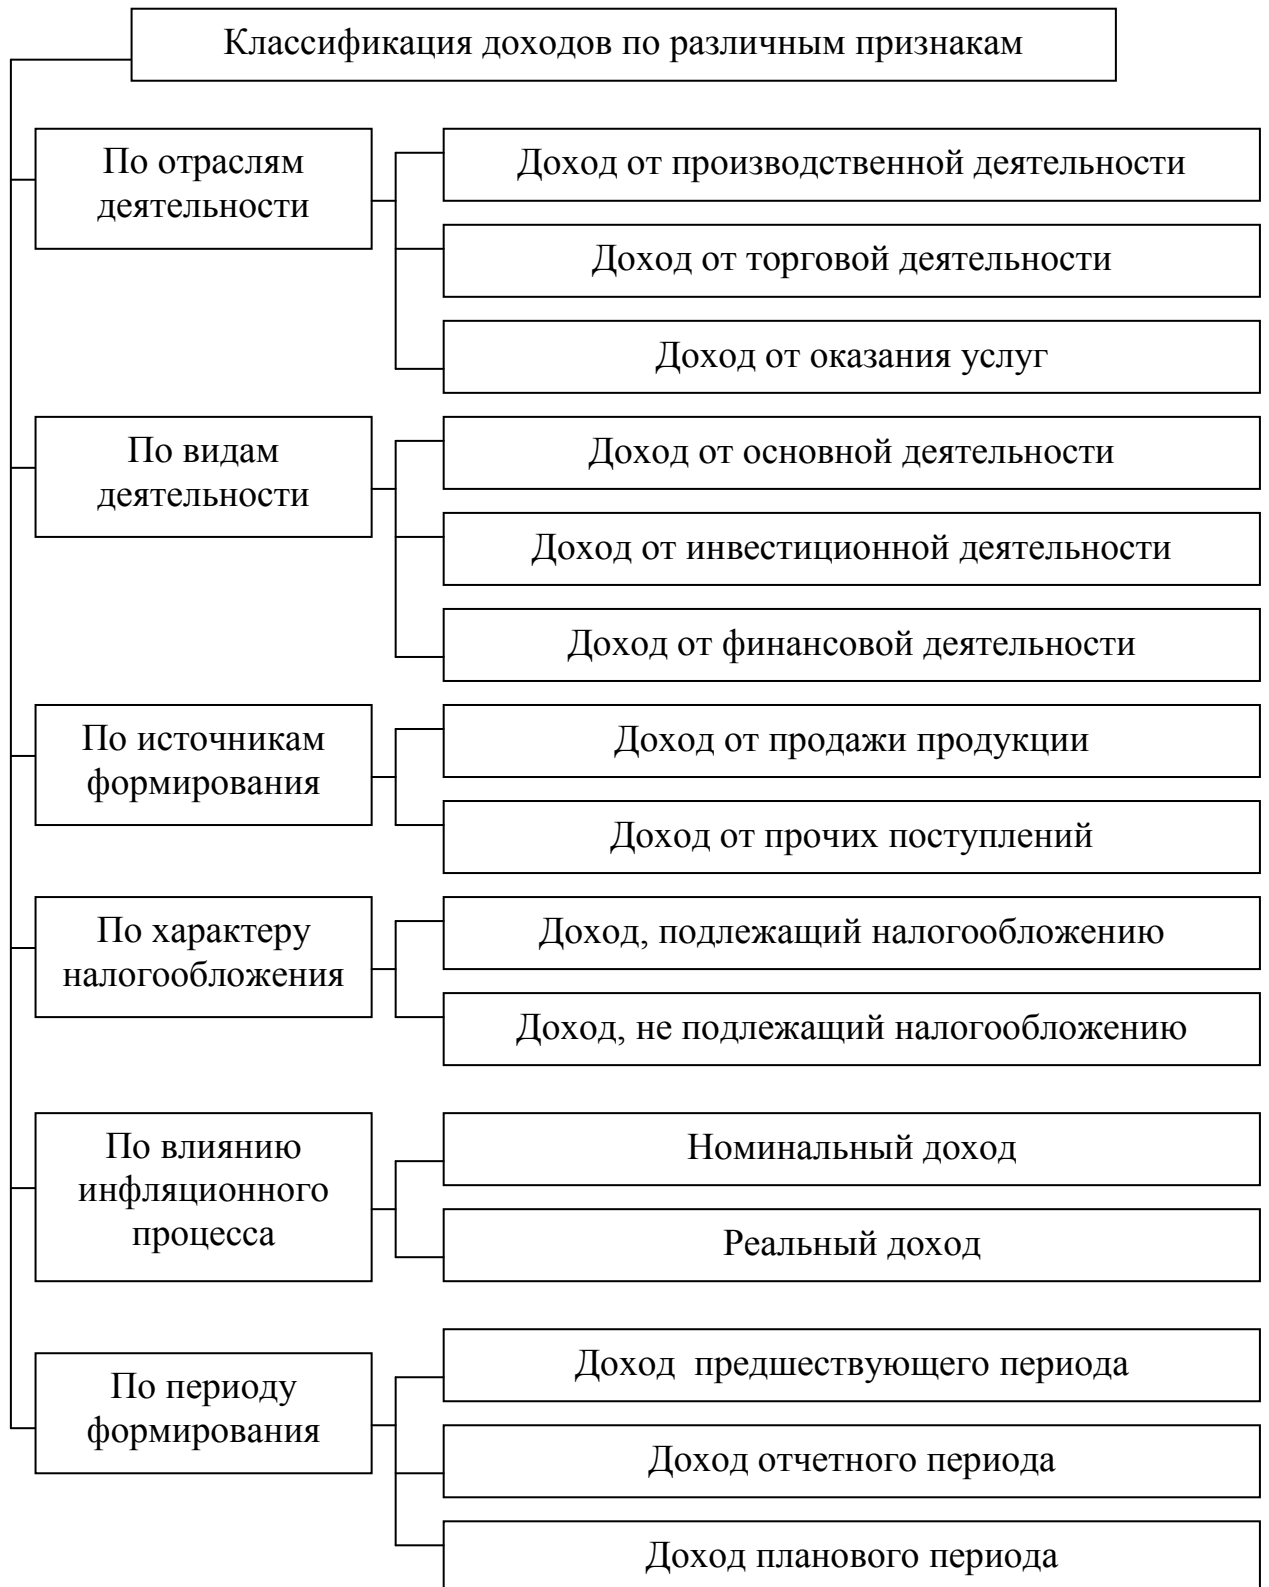 Классификация доходов по различным признакам
По отраслям
деятельности
Доход от производственной деятельности
Доход от торговой деятельности
Доход от оказания услуг
По видам
деятельности
Доход от основной деятельности
Доход от инвестиционной деятельности
Доход от финансовой деятельности
По источникам
формирования
Доход от продажи продукции
Доход от прочих поступлений
По характеру
налогообложения
Доход, подлежащий налогообложению
Доход, не подлежащий налогообложению
По влиянию
инфляционного
процесса
Номинальный доход
Реальный доход
По периоду
формирования
Доход предшествующего периода
Доход отчетного периода
Доход планового периода